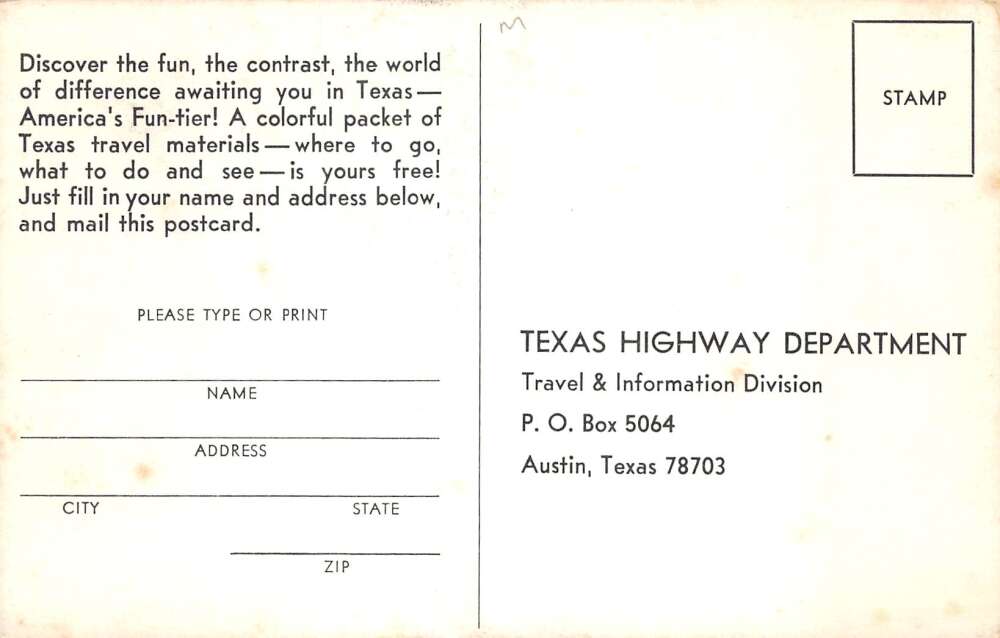 Discover the fun, the contrast, the world
of difference awaiting you in Texas—
America's Fun-tier! A colorful packet of
Texas travel materials—where to go,
what to do and see—is yours free!
Just fill in your name and address below,
and mail this postcard.
PLEASE TYPE OR PRINT
NAME
ADDRESS
CITY STATE
ZIP
M
STAMP
TEXAS HIGHWAY DEPARTMENT
Travel & Information Division
P. O. Box 5064
Austin, Texas 78703